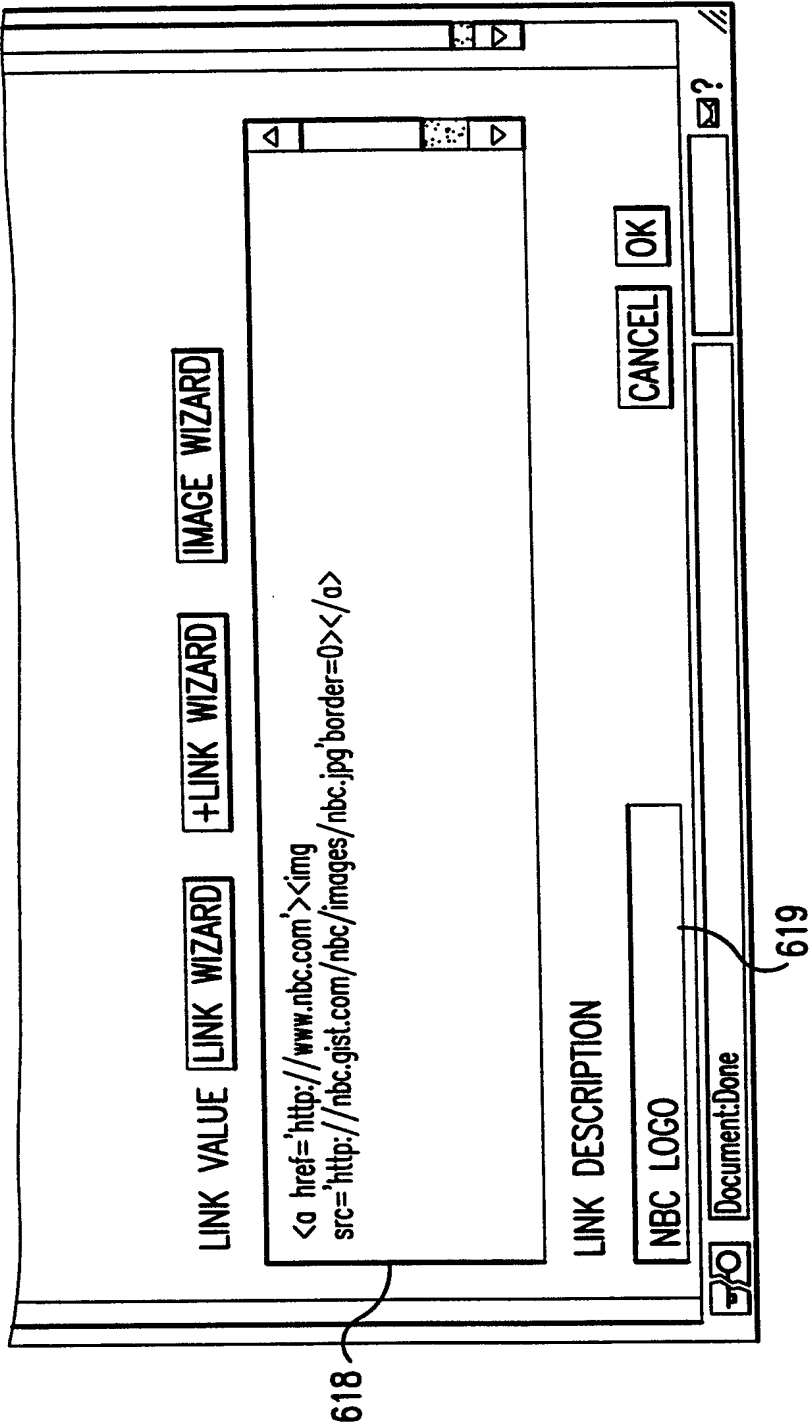 LINK VALUE LINK WIZARD +LINK WIZARD IMAGE WIZARD
<a href='http://www.nbc.com'><img
src='http://nbc.gist.com/nbc/images/nbc.jpg'border=0></a>
618
LINK DESCRIPTION
NBC LOGO
CANCEL OK
619
Document:Done
?